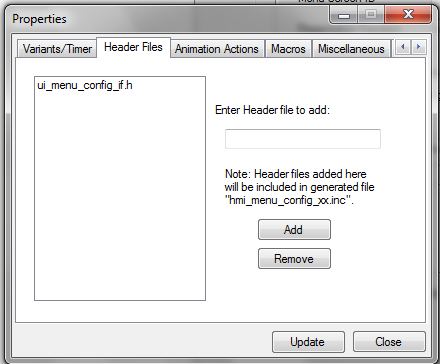 Properties
Variants/Timer
Header Files
Animation Actions
Macros
Miscellaneous
ui_menu_config_if.h
Enter Header file to add:
Note: Header files added here
will be included in generated file
"hmi_menu_config_xx.inc".
Add
Remove
Update
Close